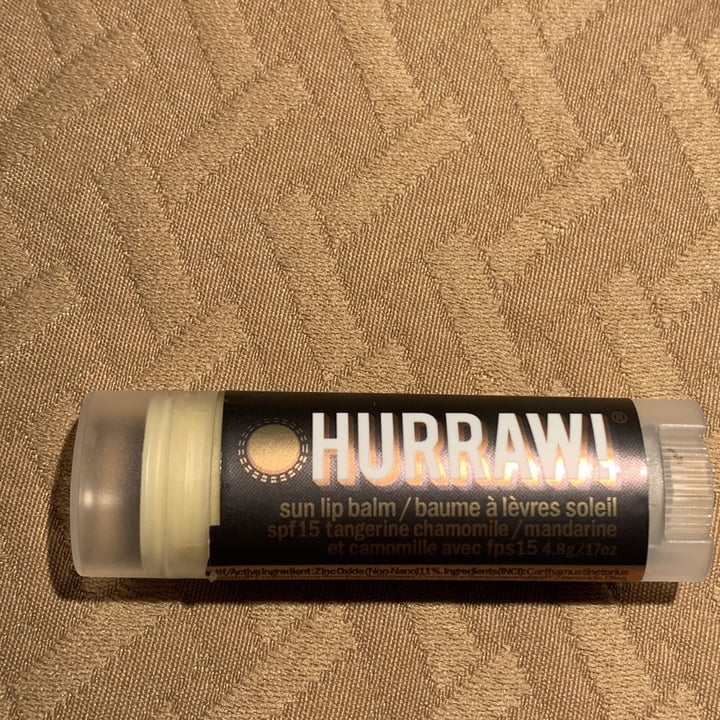 HURRAW!®
sun lip balm / baume à lèvres soleil
spf15 tangerine chamomile / mandarine
et camomille avec fps15 4.8g/.17oz
/Active Ingredient: Zinc Oxide (Non-Nano) 11%. Ingredients (INCI): Carthamus tinctorius